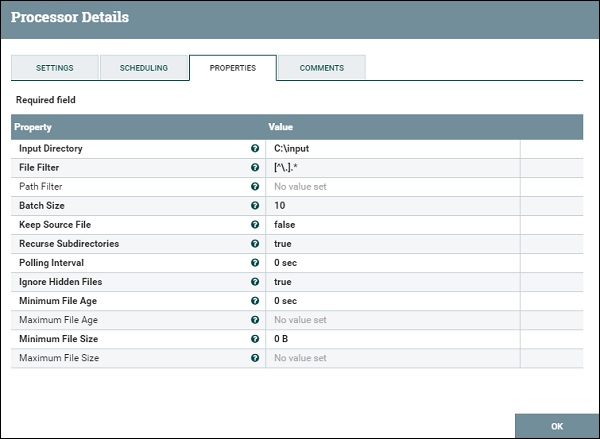 Processor Details
SETTINGS SCHEDULING PROPERTIES COMMENTS
Required field
Property Value
Input Directory ? C:\input
File Filter ? [^\.].*
Path Filter ? No value set
Batch Size ? 10
Keep Source File ? false
Recurse Subdirectories ? true
Polling Interval ? 0 sec
Ignore Hidden Files ? true
Minimum File Age ? 0 sec
Maximum File Age ? No value set
Minimum File Size ? 0 B
Maximum File Size ? No value set
OK